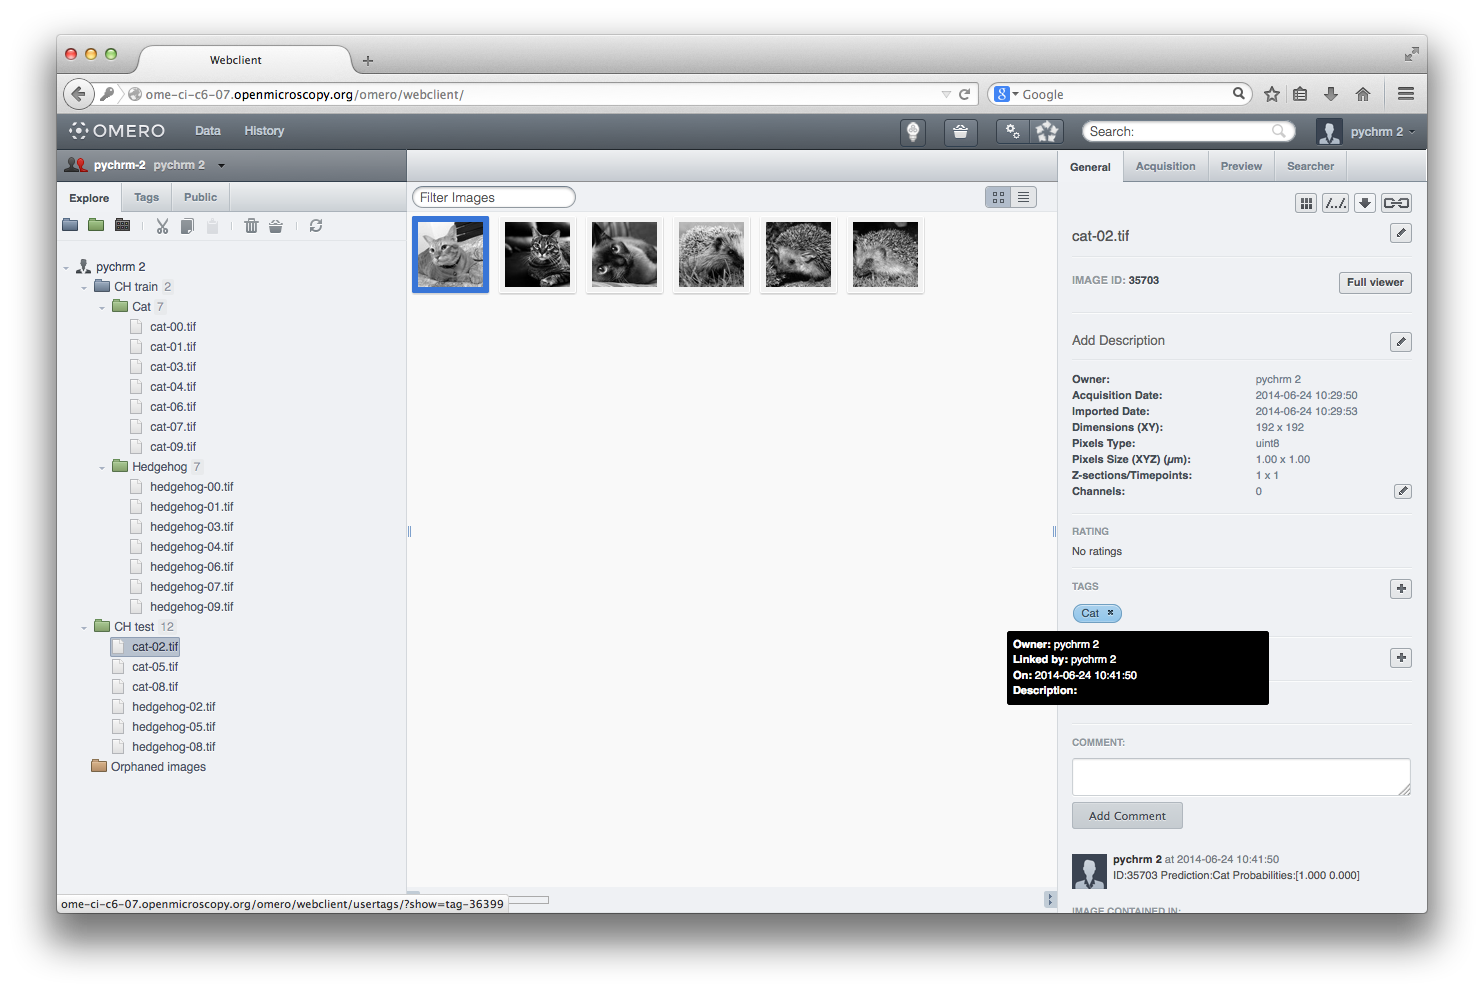 Webclient
ome-ci-c6-07.openmicroscopy.org/omero/webclient/
Google
OMERO
Data
History
Search:
pychrm 2
pychrm-2 pychrm 2
Explore
Tags
Public
Filter Images
General
Acquisition
Preview
Searcher
pychrm 2
CH train 2
Cat 7
cat-00.tif
cat-01.tif
cat-03.tif
cat-04.tif
cat-06.tif
cat-07.tif
cat-09.tif
Hedgehog 7
hedgehog-00.tif
hedgehog-01.tif
hedgehog-03.tif
hedgehog-04.tif
hedgehog-06.tif
hedgehog-07.tif
hedgehog-09.tif
CH test 12
cat-02.tif
cat-05.tif
cat-08.tif
hedgehog-02.tif
hedgehog-05.tif
hedgehog-08.tif
Orphaned images
cat-02.tif
IMAGE ID: 35703
Full viewer
Add Description
Owner: pychrm 2
Acquisition Date: 2014-06-24 10:29:50
Imported Date: 2014-06-24 10:29:53
Dimensions (XY): 192 x 192
Pixels Type: uint8
Pixels Size (XYZ) (µm): 1.00 x 1.00
Z-sections/Timepoints: 1 x 1
Channels: 0
RATING
No ratings
TAGS
Cat
Owner: pychrm 2
Linked by: pychrm 2
On: 2014-06-24 10:41:50
Description:
COMMENT:
Add Comment
pychrm 2 at 2014-06-24 10:41:50
ID:35703 Prediction:Cat Probabilities:[1.000 0.000]
IMAGE CONTAINED IN:
ome-ci-c6-07.openmicroscopy.org/omero/webclient/usertags/?show=tag-36399